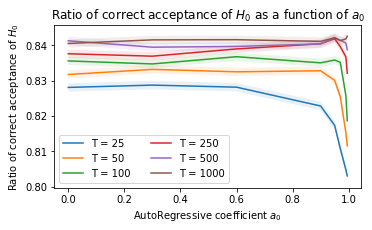 Ratio of correct acceptance of H₀ as a function of a₀
Ratio of correct acceptance of H₀
0.84
0.83
0.82
0.81
0.80
T = 25
T = 50
T = 100
T = 250
T = 500
T = 1000
0.0
0.2
0.4
0.6
0.8
1.0
AutoRegressive coefficient a₀